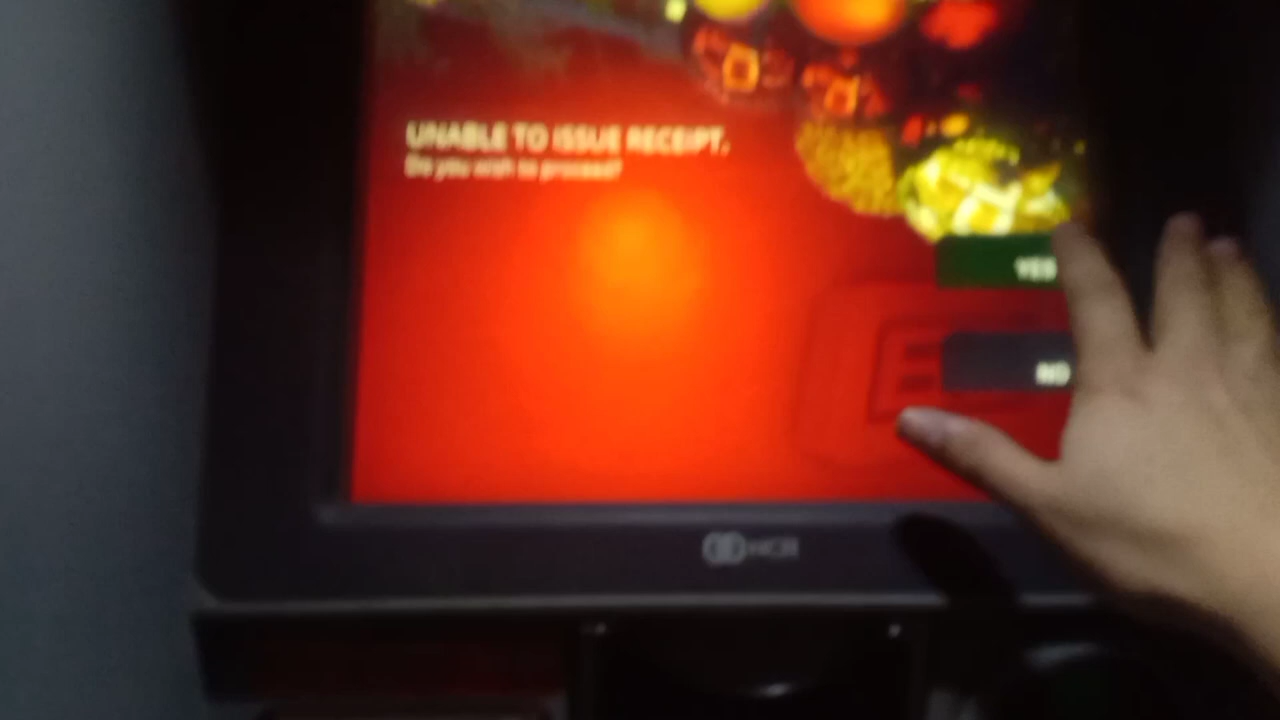 UNABLE TO ISSUE RECEIPT.
Do you wish to proceed?
YES
NO
NCR